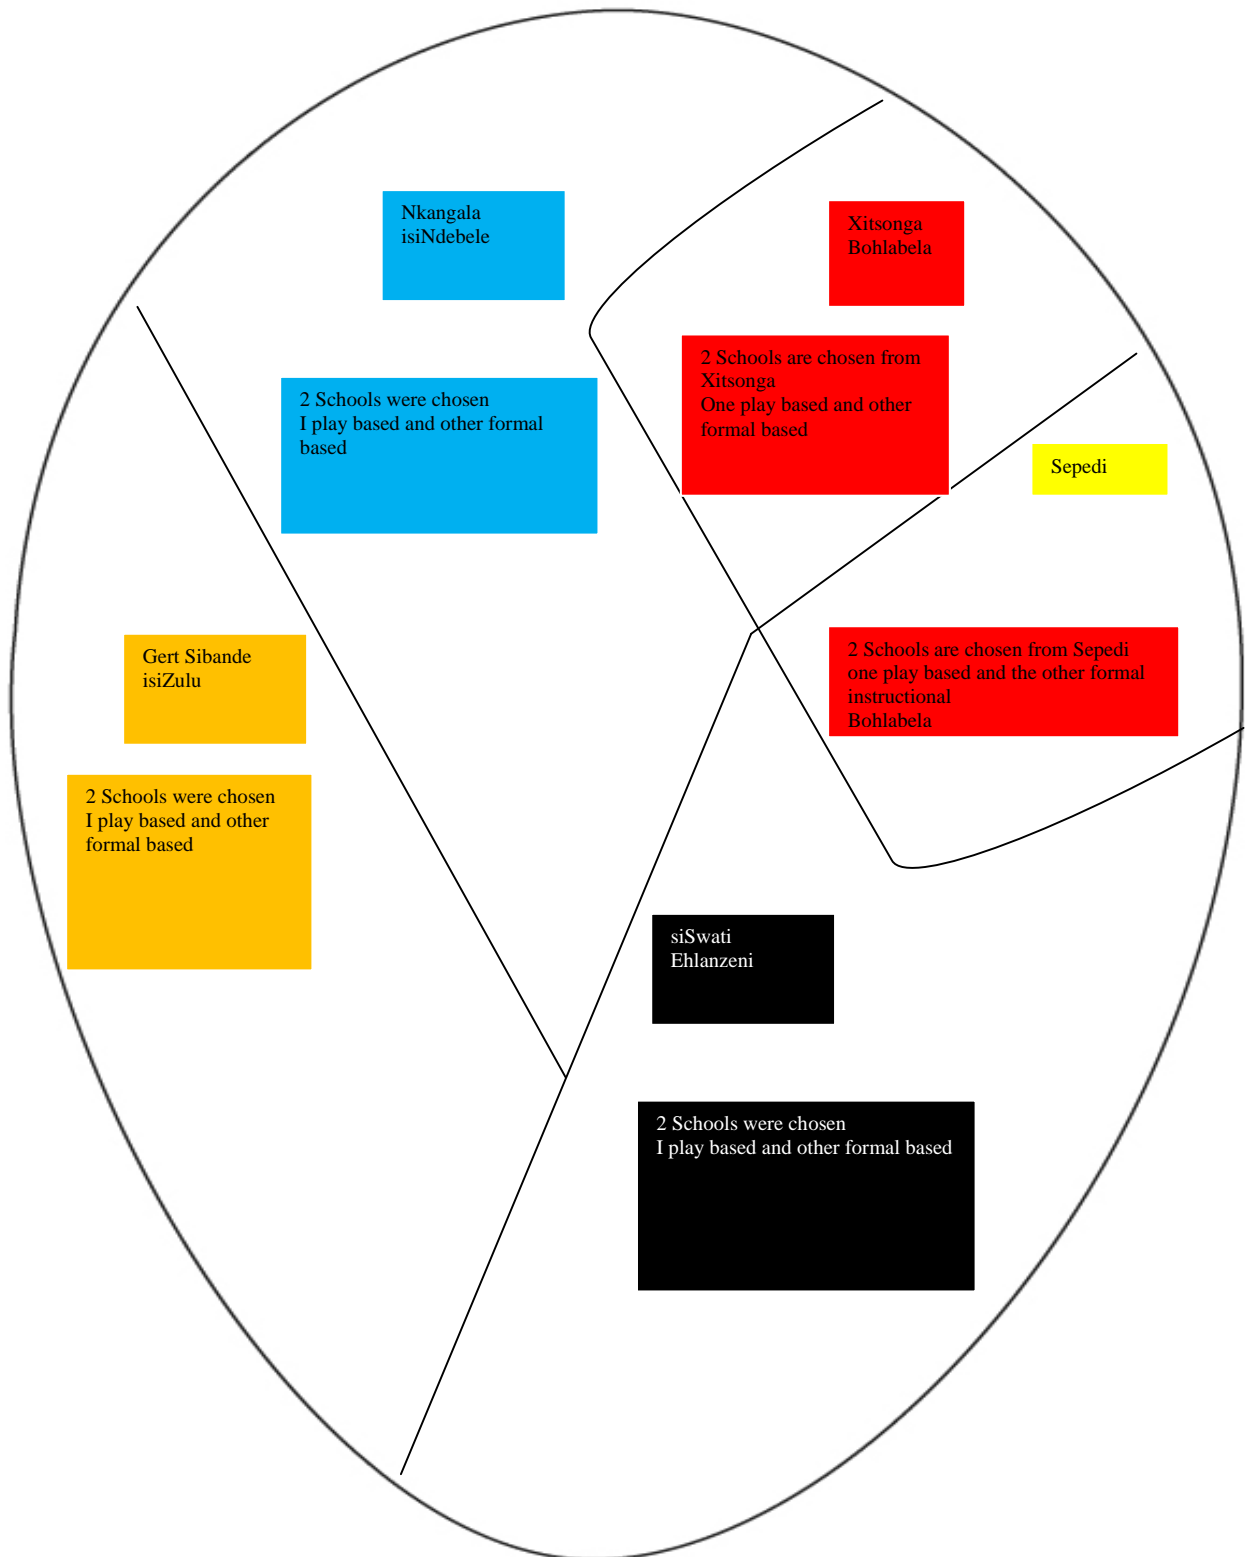 Nkangala
isiNdebele
Xitsonga
Bohlabela
2 Schools were chosen
I play based and other formal
based
2 Schools are chosen from
Xitsonga
One play based and other
formal based
Sepedi
Gert Sibande
isiZulu
2 Schools are chosen from Sepedi
one play based and the other formal
instructional
Bohlabela
2 Schools were chosen
I play based and other
formal based
siSwati
Ehlanzeni
2 Schools were chosen
I play based and other formal based